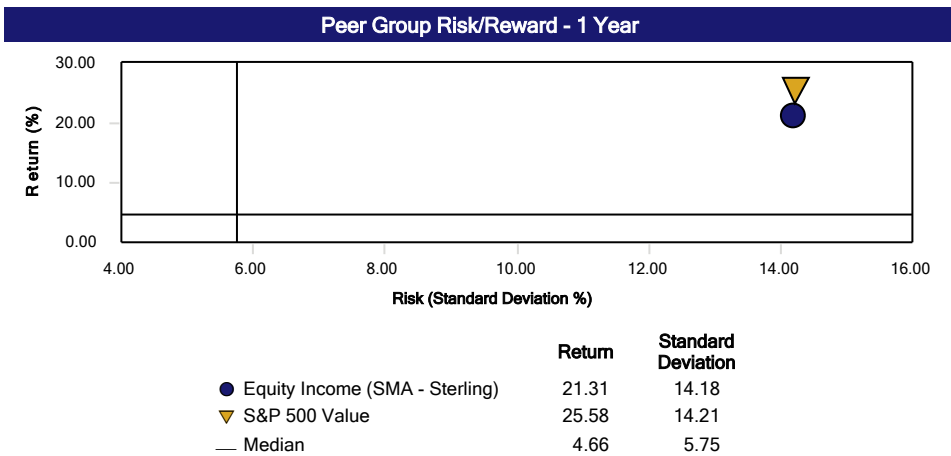 Peer Group Risk/Reward - 1 Year
30.00
20.00
10.00
0.00
Return (%)
4.00 6.00 8.00 10.00 12.00 14.00 16.00
Risk (Standard Deviation %)
Return Standard Deviation
Equity Income (SMA - Sterling) 21.31 14.18
S&P 500 Value 25.58 14.21
Median 4.66 5.75